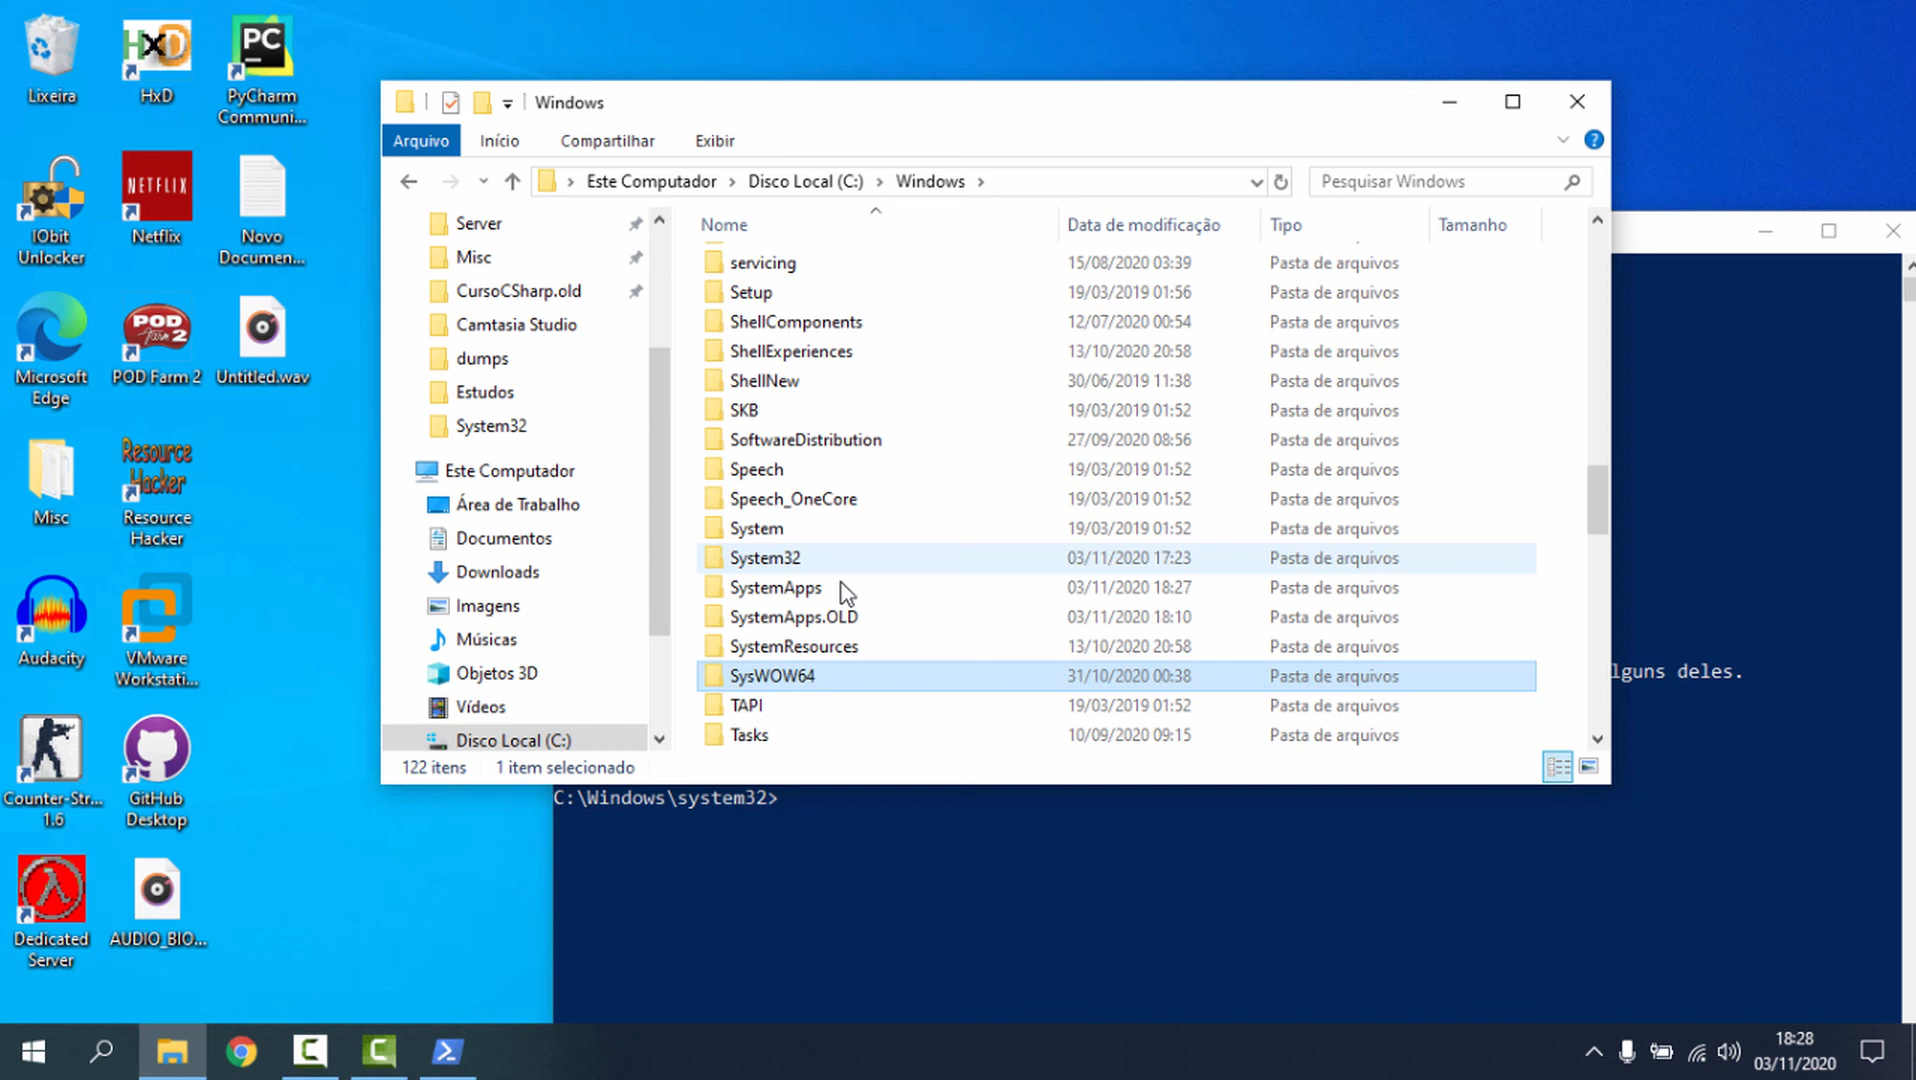 Lixeira
HxD
PyCharm
Communi...
IObit
Unlocker
NETFLIX
Netflix
Novo
Documen...
Microsoft
Edge
POD
Farm 2
POD Farm 2
Untitled.wav
Misc
Resource
Hacker
Resource
Hacker
Audacity
VMware
Workstati...
Counter-Str...
1.6
GitHub
Desktop
Dedicated
Server
AUDIO_BIO...
Windows
Arquivo
Início
Compartilhar
Exibir
Este Computador
Disco Local (C:)
Windows
Pesquisar Windows
Server
Misc
CursoCSharp.old
Camtasia Studio
dumps
Estudos
System32
Este Computador
Área de Trabalho
Documentos
Downloads
Imagens
Músicas
Objetos 3D
Vídeos
Disco Local (C:)
Nome Data de modificação Tipo Tamanho
servicing 15/08/2020 03:39 Pasta de arquivos
Setup 19/03/2019 01:56 Pasta de arquivos
ShellComponents 12/07/2020 00:54 Pasta de arquivos
ShellExperiences 13/10/2020 20:58 Pasta de arquivos
ShellNew 30/06/2019 11:38 Pasta de arquivos
SKB 19/03/2019 01:52 Pasta de arquivos
SoftwareDistribution 27/09/2020 08:56 Pasta de arquivos
Speech 19/03/2019 01:52 Pasta de arquivos
Speech_OneCore 19/03/2019 01:52 Pasta de arquivos
System 19/03/2019 01:52 Pasta de arquivos
System32 03/11/2020 17:23 Pasta de arquivos
SystemApps 03/11/2020 18:27 Pasta de arquivos
SystemApps.OLD 03/11/2020 18:10 Pasta de arquivos
SystemResources 13/10/2020 20:58 Pasta de arquivos
SysWOW64 31/10/2020 00:38 Pasta de arquivos
TAPI 19/03/2019 01:52 Pasta de arquivos
Tasks 10/09/2020 09:15 Pasta de arquivos
122 itens 1 item selecionado
lguns deles.
C:\Windows\system32>
18:28
03/11/2020